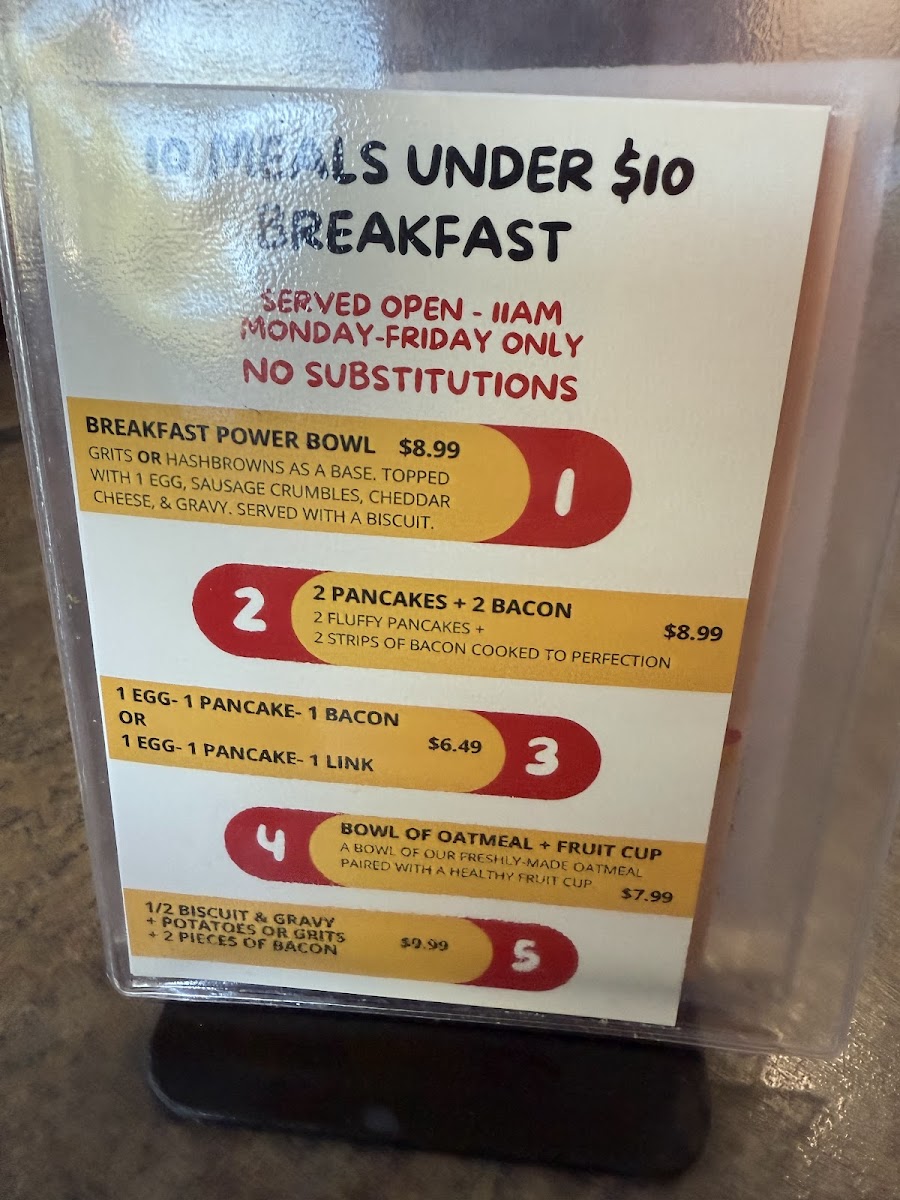 10 MEALS UNDER $10
BREAKFAST
SERVED OPEN - 11AM
MONDAY-FRIDAY ONLY
NO SUBSTITUTIONS
BREAKFAST POWER BOWL $8.99
GRITS OR HASHBROWNS AS A BASE. TOPPED
WITH 1 EGG, SAUSAGE CRUMBLES, CHEDDAR
CHEESE, & GRAVY. SERVED WITH A BISCUIT.
1
2
2 PANCAKES + 2 BACON
2 FLUFFY PANCAKES +
2 STRIPS OF BACON COOKED TO PERFECTION
$8.99
1 EGG- 1 PANCAKE- 1 BACON
OR
1 EGG- 1 PANCAKE- 1 LINK
$6.49
3
4
BOWL OF OATMEAL + FRUIT CUP
A BOWL OF OUR FRESHLY-MADE OATMEAL
PAIRED WITH A HEALTHY FRUIT CUP
$7.99
1/2 BISCUIT & GRAVY
+ POTATOES OR GRITS
+ 2 PIECES OF BACON
$9.99
5